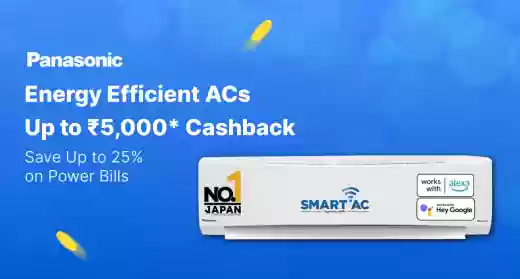 Panasonic
Energy Efficient ACs
Up to ₹5,000* Cashback
Save Up to 25%
on Power Bills
NO.1
JAPAN
SMART AC
works
with
alexa
Hey Google